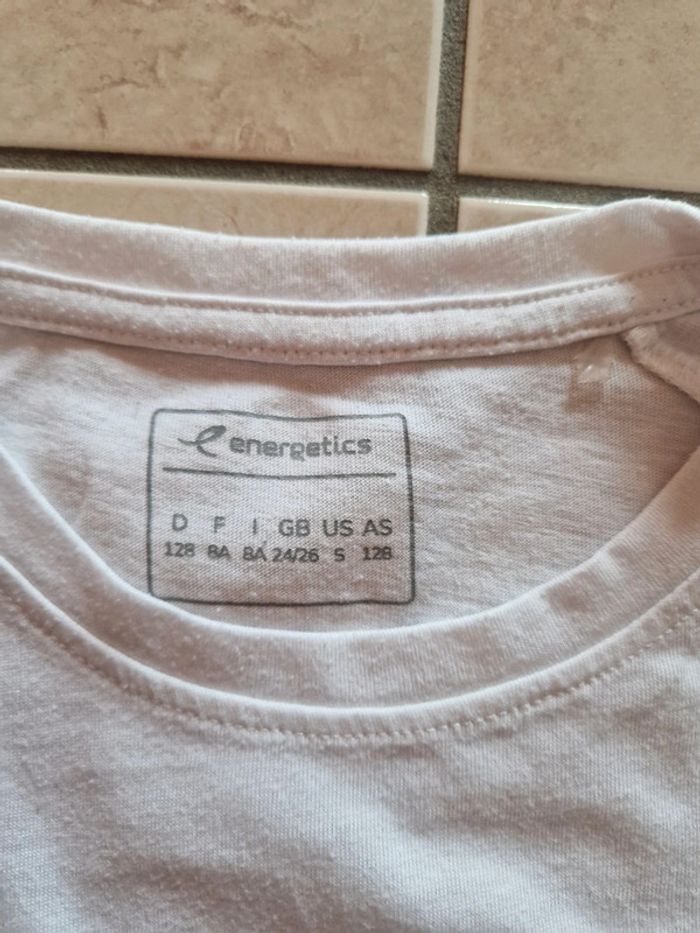 energetics
D F I GB US AS
128 8A 8A 24/26 S 128